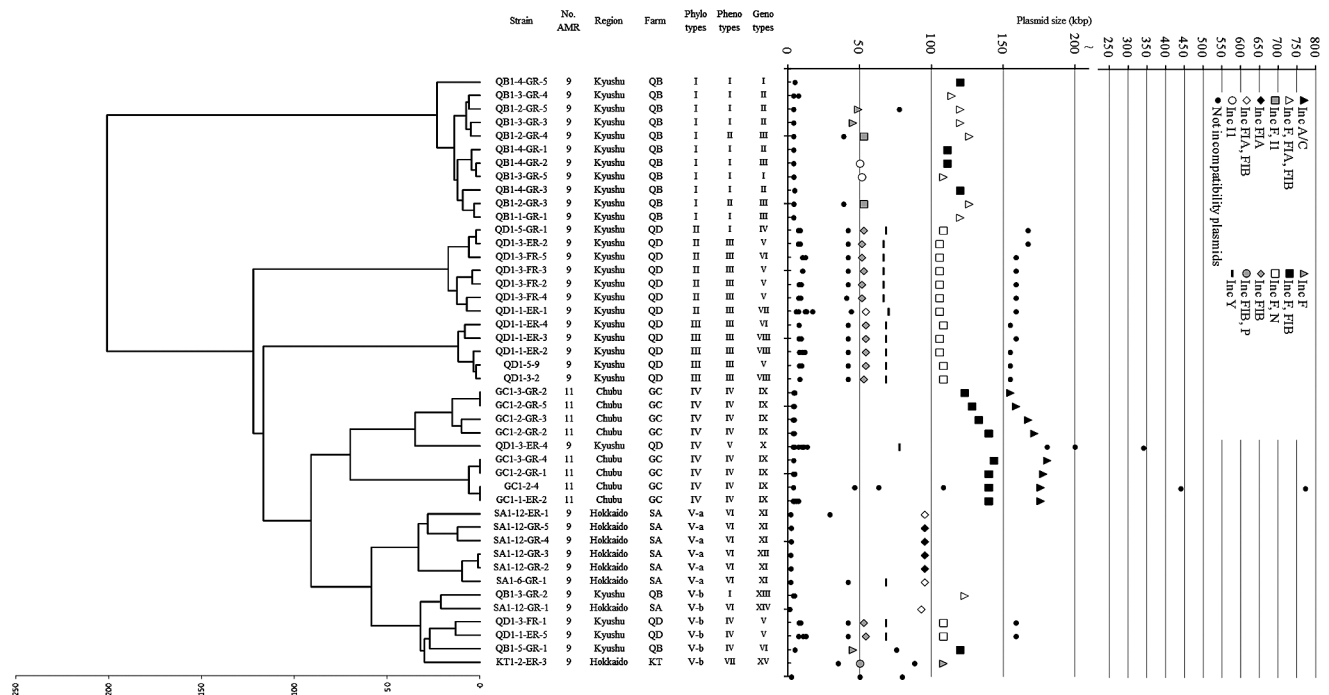 Strain No. AMR Region Farm Phylo types Pheno types Geno types Plasmid size (kbp)
0 50 100 150 200 ~ 250 300 350 400 450 500 550 600 650 700 750 800
Inc A/C
Inc F, FIA, FIB
Inc F, I1
Inc FIA
Inc FIA, FIB
Inc I1
Not incompatibility plasmids
Inc F
Inc F, FIB
Inc F, N
Inc FIB
Inc FIB, P
Inc Y
QB1-4-GR-5 9 Kyushu QB I I I
QB1-3-GR-4 9 Kyushu QB I I II
QB1-2-GR-5 9 Kyushu QB I I II
QB1-3-GR-3 9 Kyushu QB I I II
QB1-2-GR-4 9 Kyushu QB I II III
QB1-4-GR-1 9 Kyushu QB I I II
QB1-4-GR-2 9 Kyushu QB I I III
QB1-3-GR-5 9 Kyushu QB I I I
QB1-4-GR-3 9 Kyushu QB I I II
QB1-2-GR-3 9 Kyushu QB I II III
QB1-1-GR-1 9 Kyushu QB I I III
QD1-5-GR-1 9 Kyushu QD II I IV
QD1-3-ER-2 9 Kyushu QD II III V
QD1-3-FR-5 9 Kyushu QD II III VI
QD1-3-FR-3 9 Kyushu QD II III V
QD1-3-FR-2 9 Kyushu QD II III V
QD1-3-FR-4 9 Kyushu QD II III V
QD1-1-ER-1 9 Kyushu QD II III VII
QD1-1-ER-4 9 Kyushu QD III III VI
QD1-1-ER-3 9 Kyushu QD III III VIII
QD1-1-ER-2 9 Kyushu QD III III VIII
QD1-5-9 9 Kyushu QD III III V
QD1-3-2 9 Kyushu QD III III VIII
GC1-3-GR-2 11 Chubu GC IV IV IX
GC1-2-GR-5 11 Chubu GC IV IV IX
GC1-2-GR-3 11 Chubu GC IV IV IX
GC1-2-GR-2 11 Chubu GC IV IV IX
QD1-3-ER-4 9 Kyushu QD IV V X
GC1-3-GR-4 11 Chubu GC IV IV IX
GC1-2-GR-1 11 Chubu GC IV IV IX
GC1-2-4 11 Chubu GC IV IV IX
GC1-1-ER-2 11 Chubu GC IV IV IX
SA1-12-ER-1 9 Hokkaido SA V-a VI XI
SA1-12-GR-5 9 Hokkaido SA V-a VI XI
SA1-12-GR-4 9 Hokkaido SA V-a VI XI
SA1-12-GR-3 9 Hokkaido SA V-a VI XII
SA1-12-GR-2 9 Hokkaido SA V-a VI XI
SA1-6-GR-1 9 Hokkaido SA V-a VI XI
QB1-3-GR-2 9 Kyushu QB V-b I XIII
SA1-12-GR-1 9 Hokkaido SA V-b VI XIV
QD1-3-FR-1 9 Kyushu QD V-b IV V
QD1-1-ER-5 9 Kyushu QD V-b IV V
QB1-5-GR-1 9 Kyushu QB V-b IV VI
KT1-2-ER-3 9 Hokkaido KT V-b VII XV
250 200 150 100 50 0